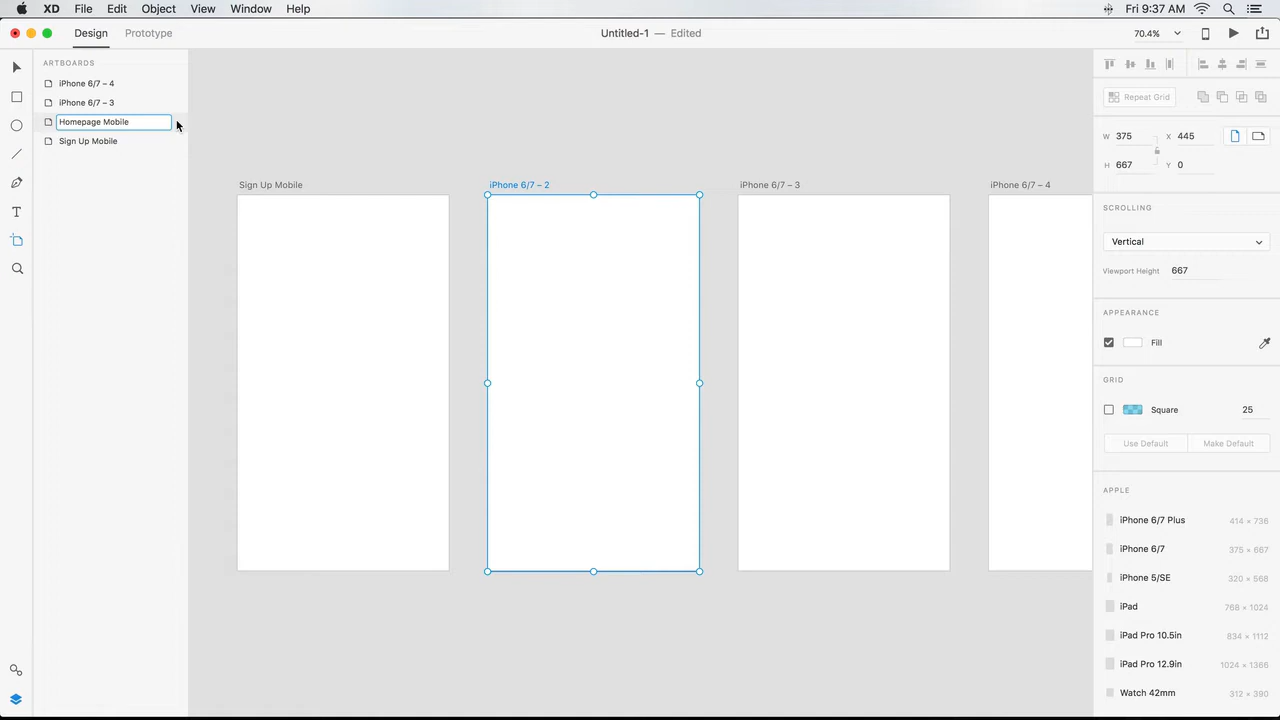 XD File Edit Object View Window Help Fri 9:37 AM
Design Prototype Untitled-1 — Edited 70.4%
ARTBOARDS
iPhone 6/7 – 4
iPhone 6/7 – 3
Homepage Mobile
Sign Up Mobile
Sign Up Mobile iPhone 6/7 – 2 iPhone 6/7 – 3 iPhone 6/7 – 4
T
Repeat Grid
W 375 X 445
H 667 Y 0
SCROLLING
Vertical
Viewport Height 667
APPEARANCE
Fill
GRID
Square 25
Use Default Make Default
APPLE
iPhone 6/7 Plus 414 × 736
iPhone 6/7 375 × 667
iPhone 5/SE 320 × 568
iPad 768 × 1024
iPad Pro 10.5in 834 × 1112
iPad Pro 12.9in 1024 × 1366
Watch 42mm 312 × 390